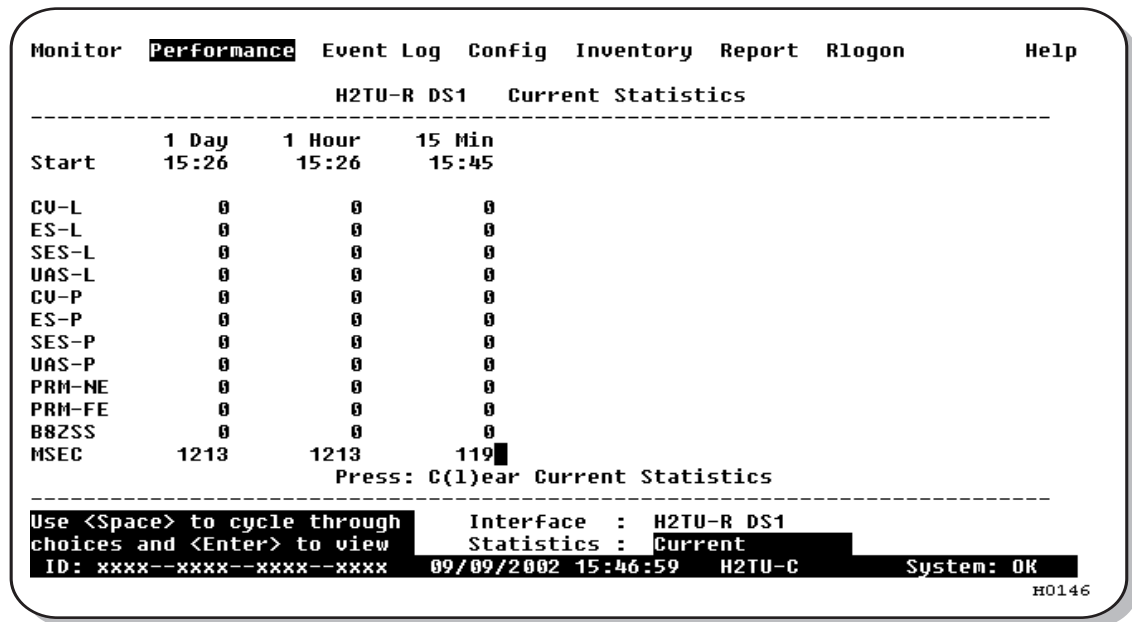 Monitor Performance Event Log Config Inventory Report Rlogon Help
H2TU-R DS1 Current Statistics
1 Day 1 Hour 15 Min
Start 15:26 15:26 15:45
CV-L 0 0 0
ES-L 0 0 0
SES-L 0 0 0
UAS-L 0 0 0
CV-P 0 0 0
ES-P 0 0 0
SES-P 0 0 0
UAS-P 0 0 0
PRM-NE 0 0 0
PRM-FE 0 0 0
B8ZSS 0 0 0
MSEC 1213 1213 119
Press: C(l)ear Current Statistics
Use <Space> to cycle through Interface : H2TU-R DS1
choices and <Enter> to view Statistics : Current
ID: xxxx--xxxx--xxxx--xxxx 09/09/2002 15:46:59 H2TU-C System: OK
H0146